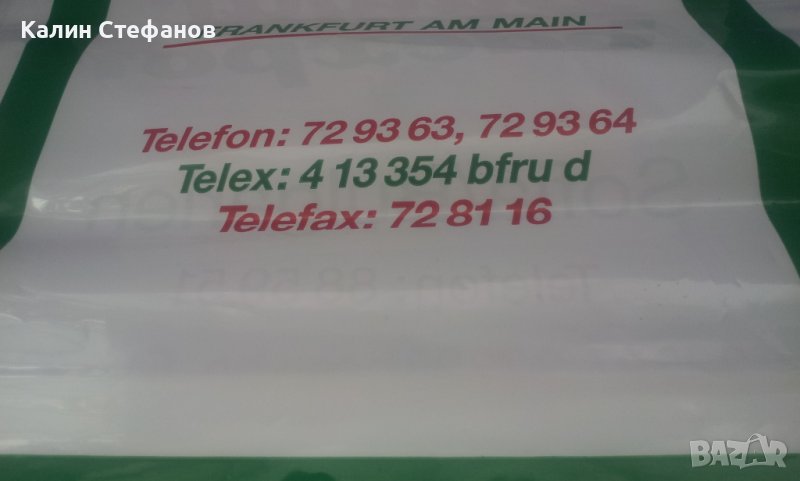 Калин Стефанов
FRANKFURT AM MAIN
Telefon: 72 93 63, 72 93 64
Telex: 4 13 354 bfru d
Telefax: 72 81 16
BAZAR